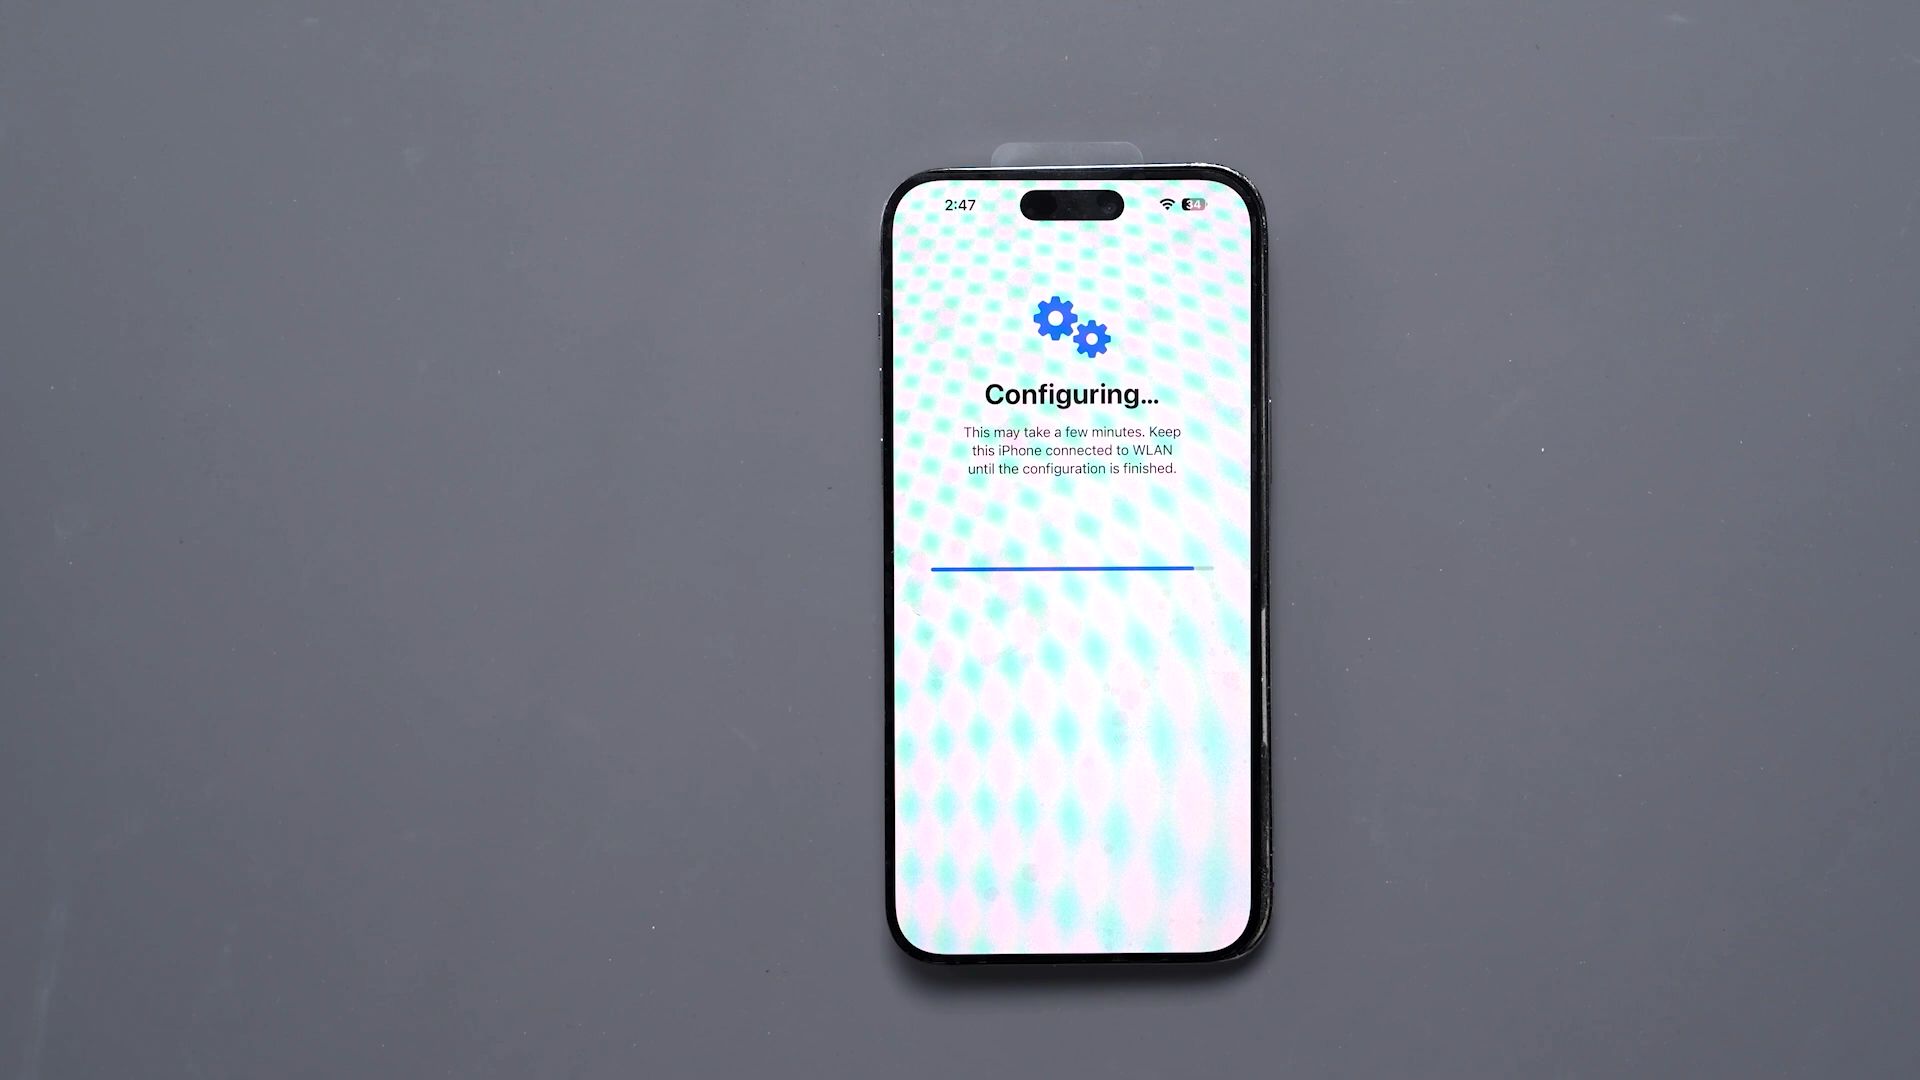 2:47
34
Configuring...
This may take a few minutes. Keep
this iPhone connected to WLAN
until the configuration is finished.